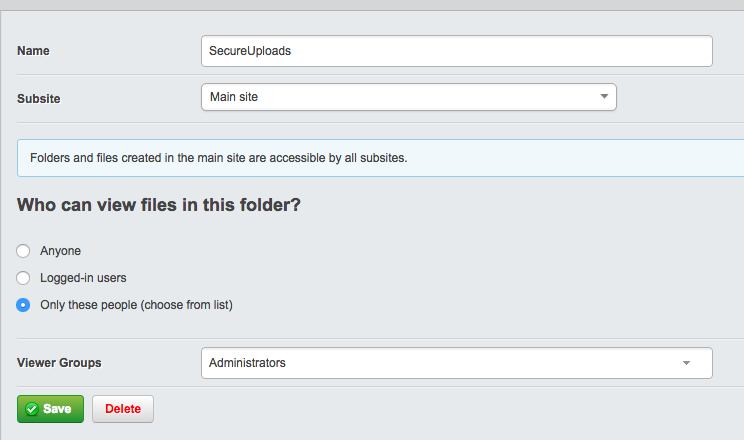 Name
SecureUploads
Subsite
Main site
Folders and files created in the main site are accessible by all subsites.
Who can view files in this folder?
Anyone
Logged-in users
Only these people (choose from list)
Viewer Groups
Administrators
Save
Delete